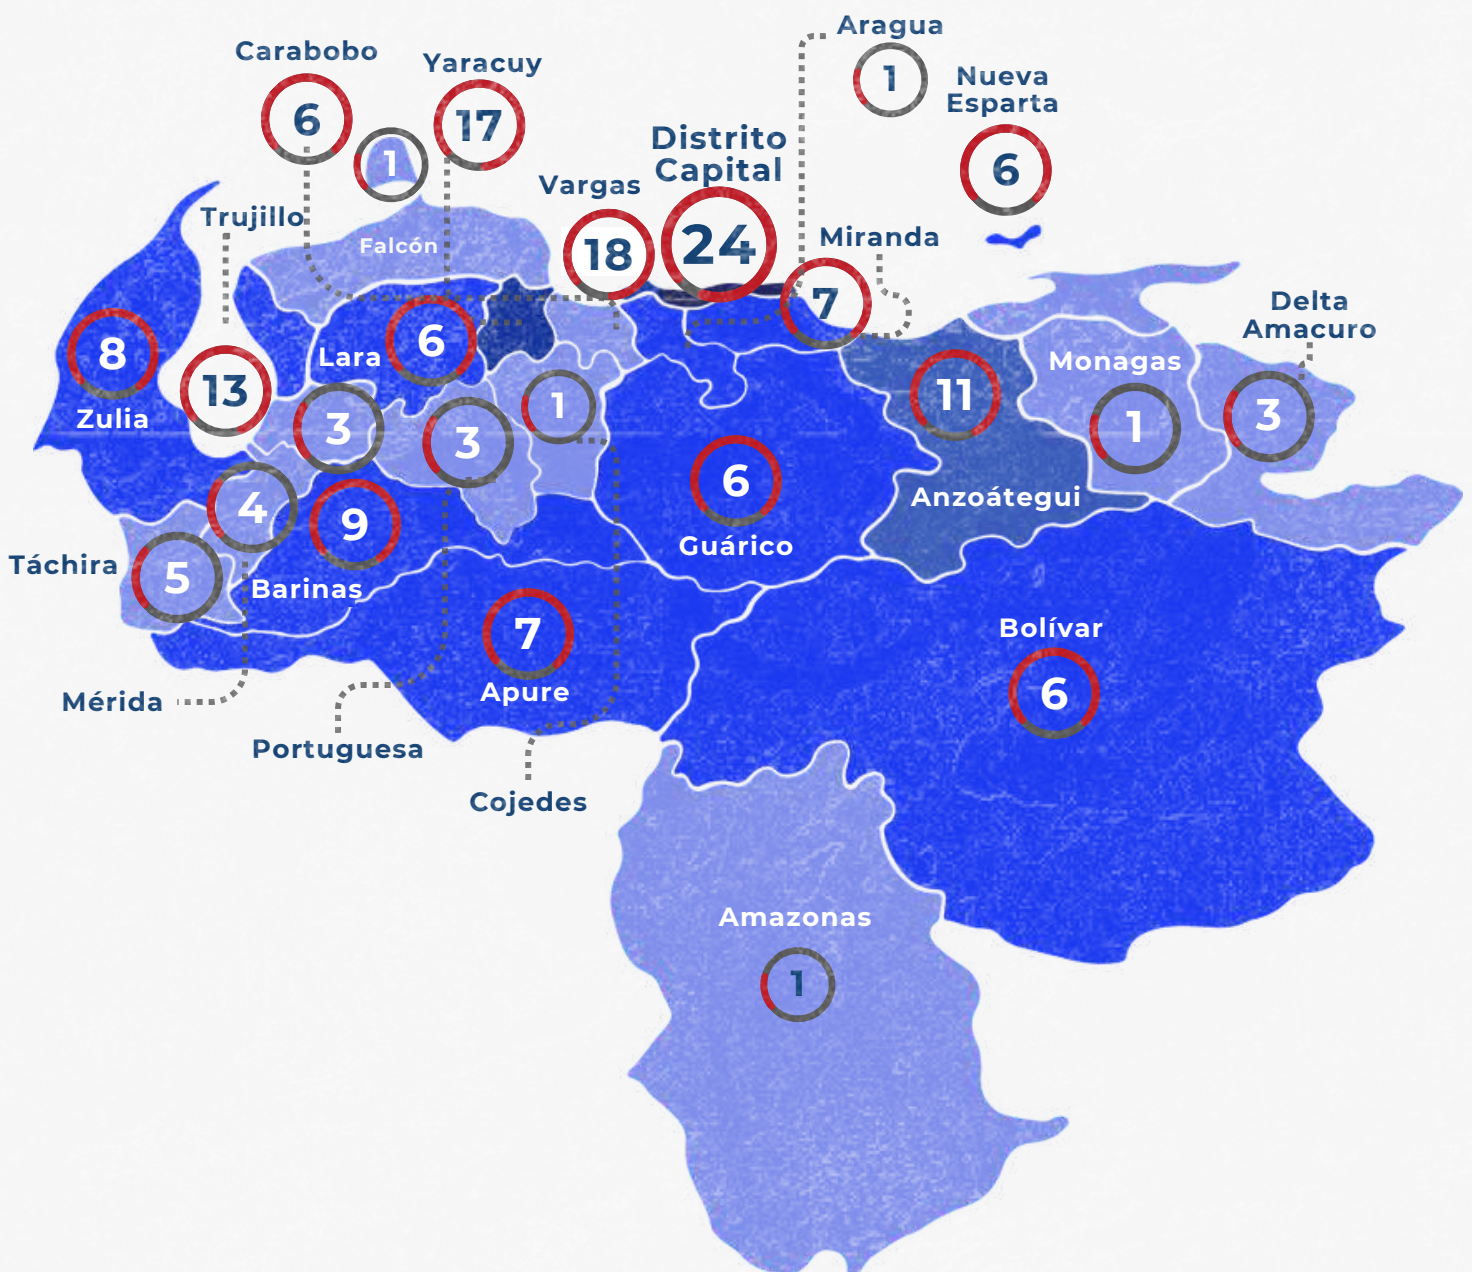 Aragua
1
Carabobo
6
Yaracuy
17
Nueva
Esparta
6
1
Distrito
Capital
24
Vargas
18
Trujillo
Falcón
Miranda
7
Delta
Amacuro
3
Lara
6
8
Zulia
13
3
3
1
11
Anzoátegui
Monagas
1
6
Guárico
4
9
Táchira
5
Barinas
7
Apure
Bolívar
6
Mérida
Portuguesa
Cojedes
Amazonas
1